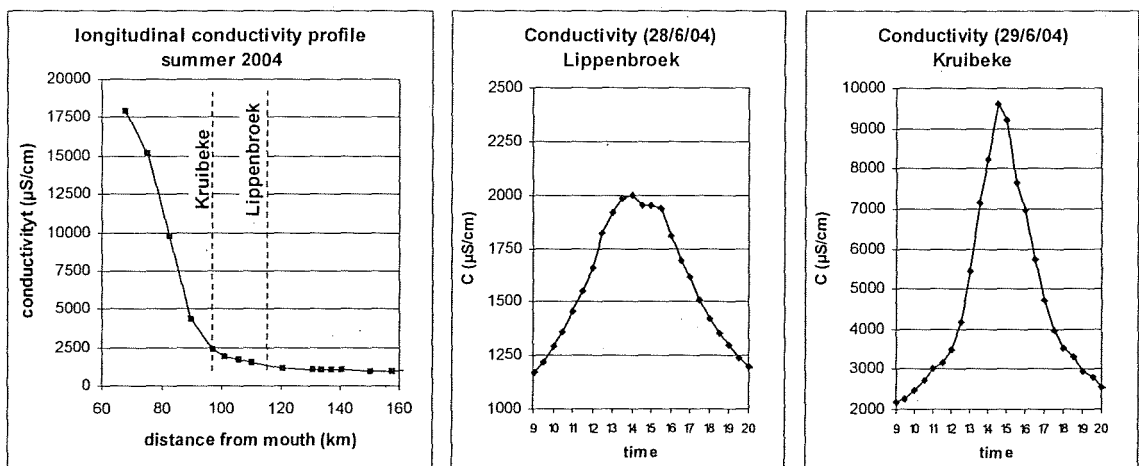 longitudinal conductivity profile
summer 2004
20000
17500
15000
12500
10000
7500
5000
2500
0
60
80
100
120
140
160
conductivityt (µS/cm)
distance from mouth (km)
Kruibeke
Lippenbroek
Conductivity (28/6/04)
Lippenbroek
2500
2250
2000
1750
1500
1250
1000
C (µS/cm)
9 10 11 12 13 14 15 16 17 18 19 20
time
Conductivity (29/6/04)
Kruibeke
10000
9000
8000
7000
6000
5000
4000
3000
2000
C (µS/cm)
9 10 11 12 13 14 15 16 17 18 19 20
time